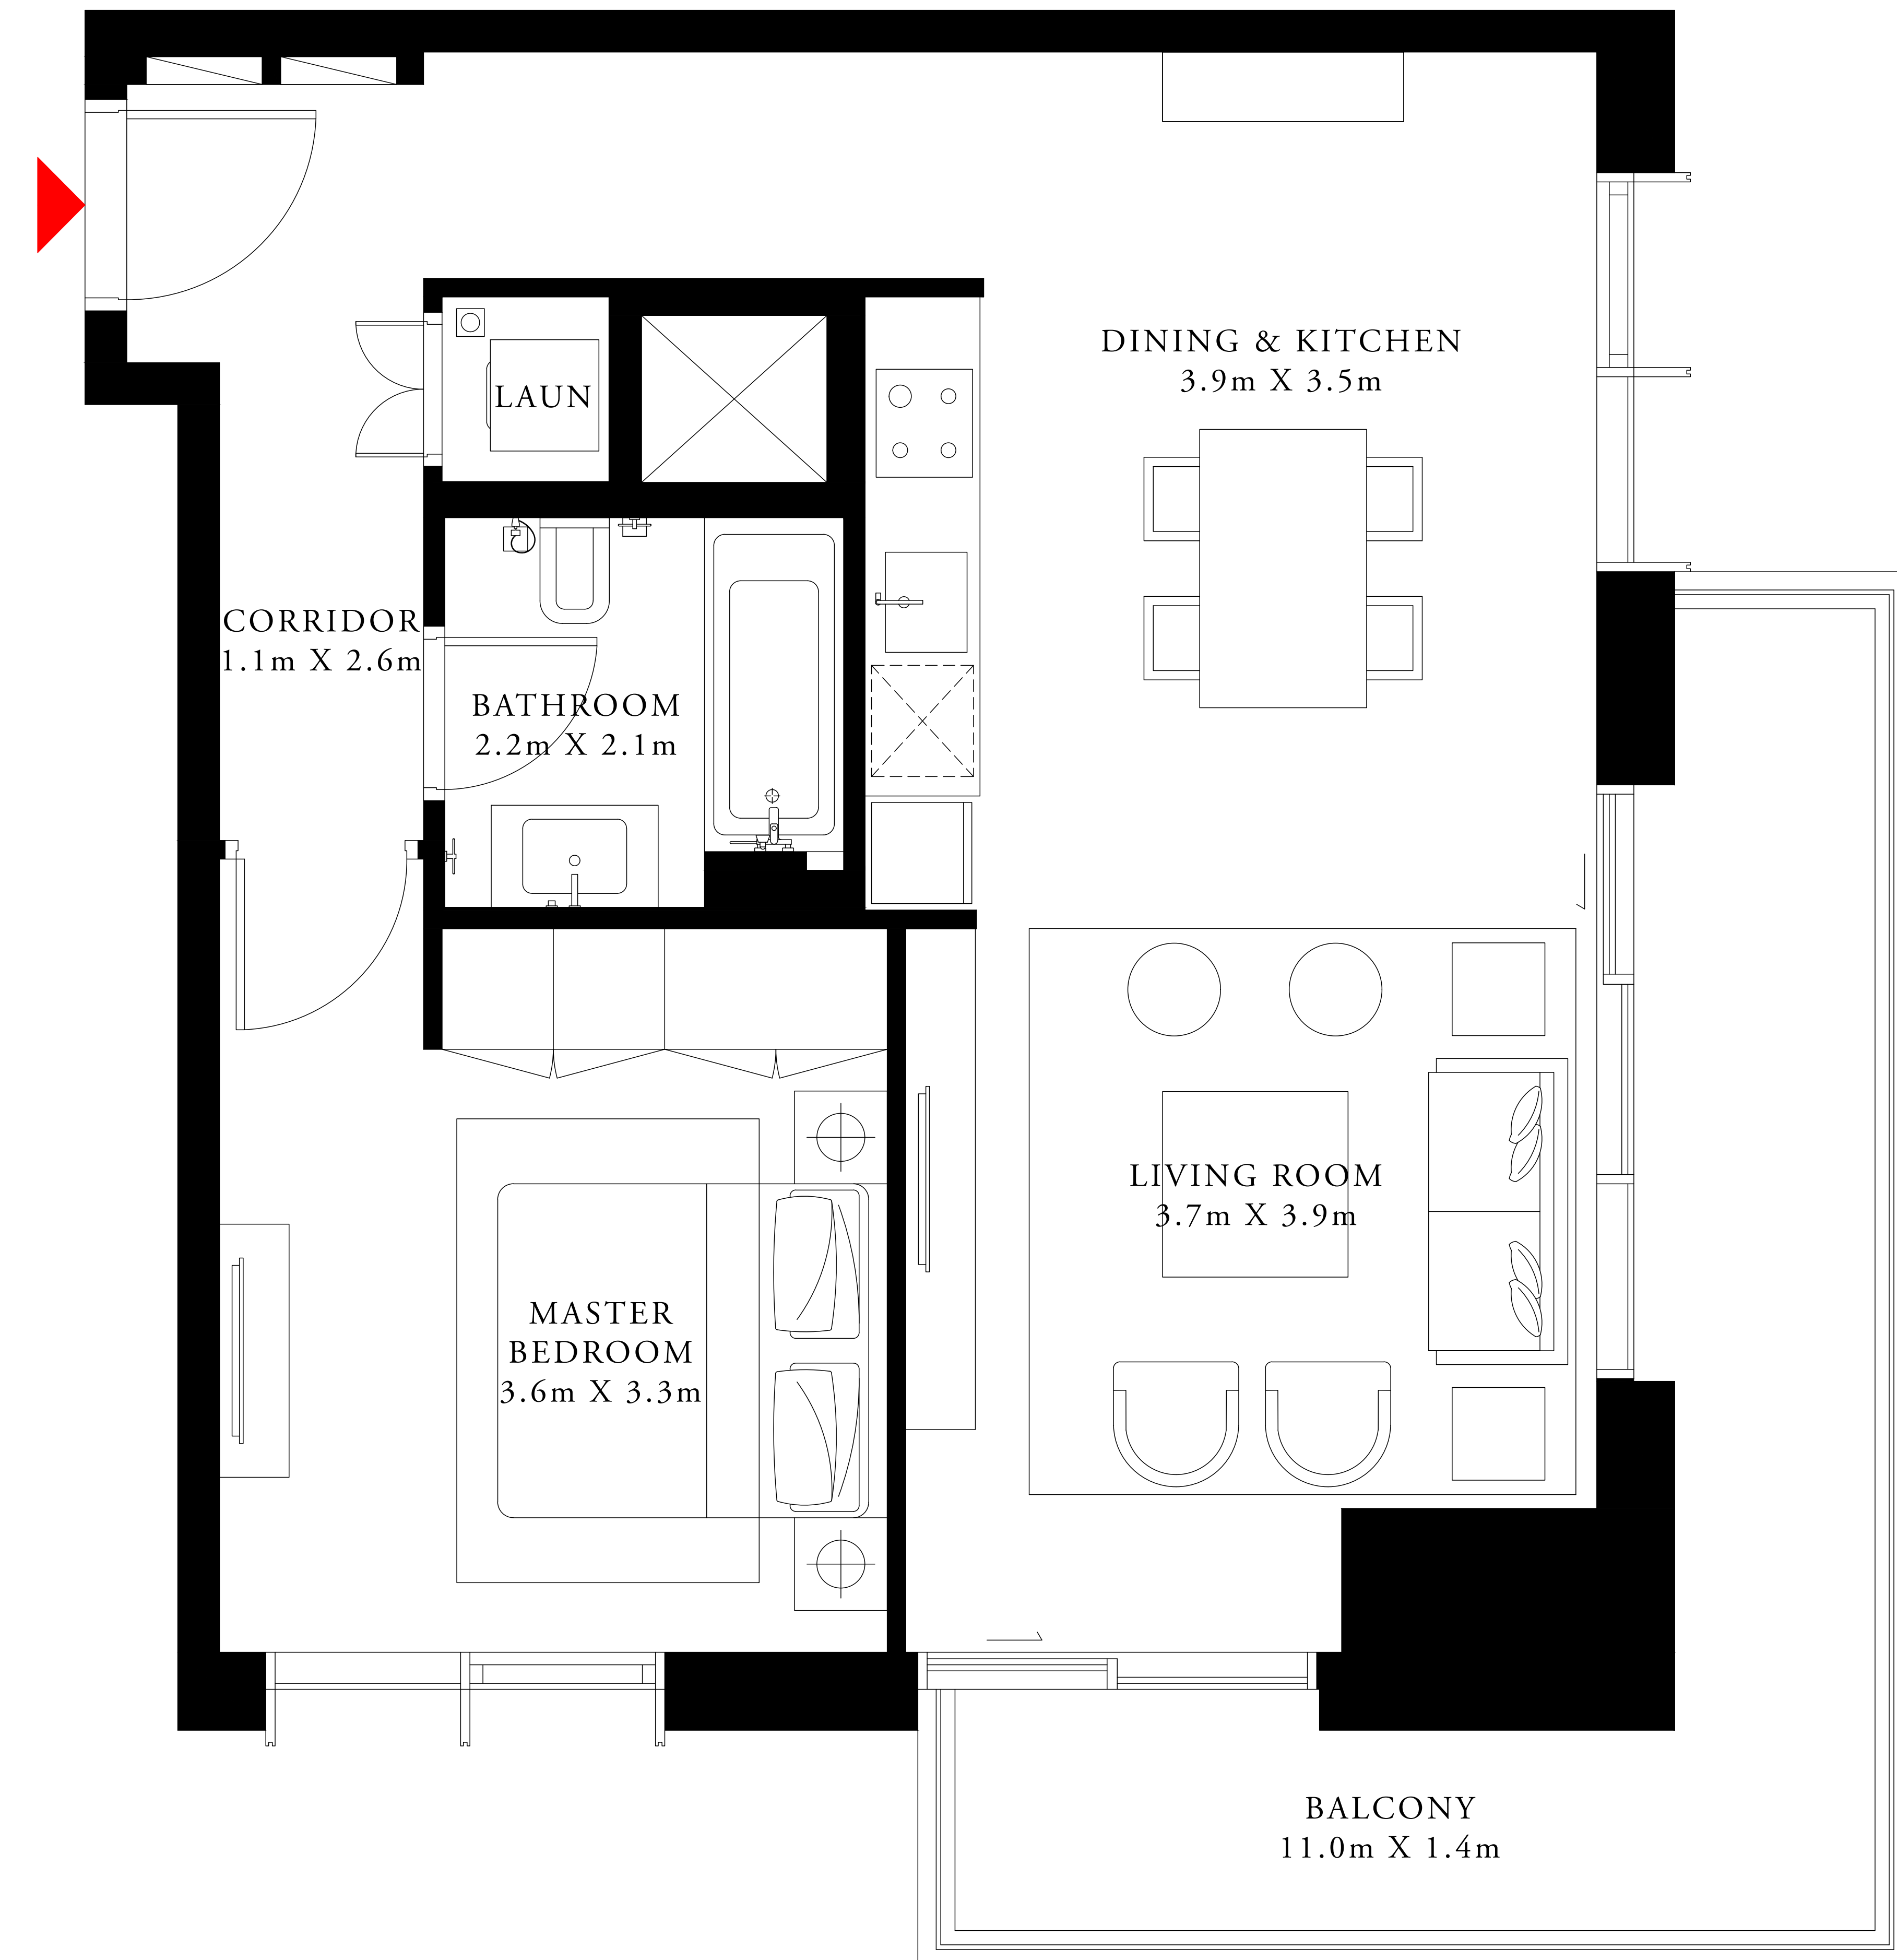 DINING & KITCHEN
3.9m X 3.5m
LAUN
CORRIDOR
1.1m X 2.6m
BATHROOM
2.2m X 2.1m
LIVING ROOM
3.7m X 3.9m
MASTER
BEDROOM
3.6m X 3.3m
BALCONY
11.0m X 1.4m